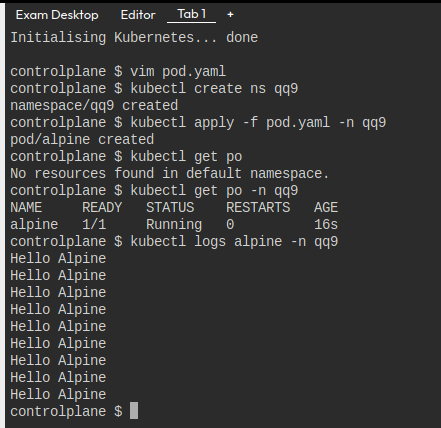 Exam Desktop Editor Tab 1 +
Initialising Kubernetes... done
controlplane $ vim pod.yaml
controlplane $ kubectl create ns qq9
namespace/qq9 created
controlplane $ kubectl apply -f pod.yaml -n qq9
pod/alpine created
controlplane $ kubectl get po
No resources found in default namespace.
controlplane $ kubectl get po -n qq9
NAME READY STATUS RESTARTS AGE
alpine 1/1 Running 0 16s
controlplane $ kubectl logs alpine -n qq9
Hello Alpine
Hello Alpine
Hello Alpine
Hello Alpine
Hello Alpine
Hello Alpine
Hello Alpine
Hello Alpine
Hello Alpine
controlplane $